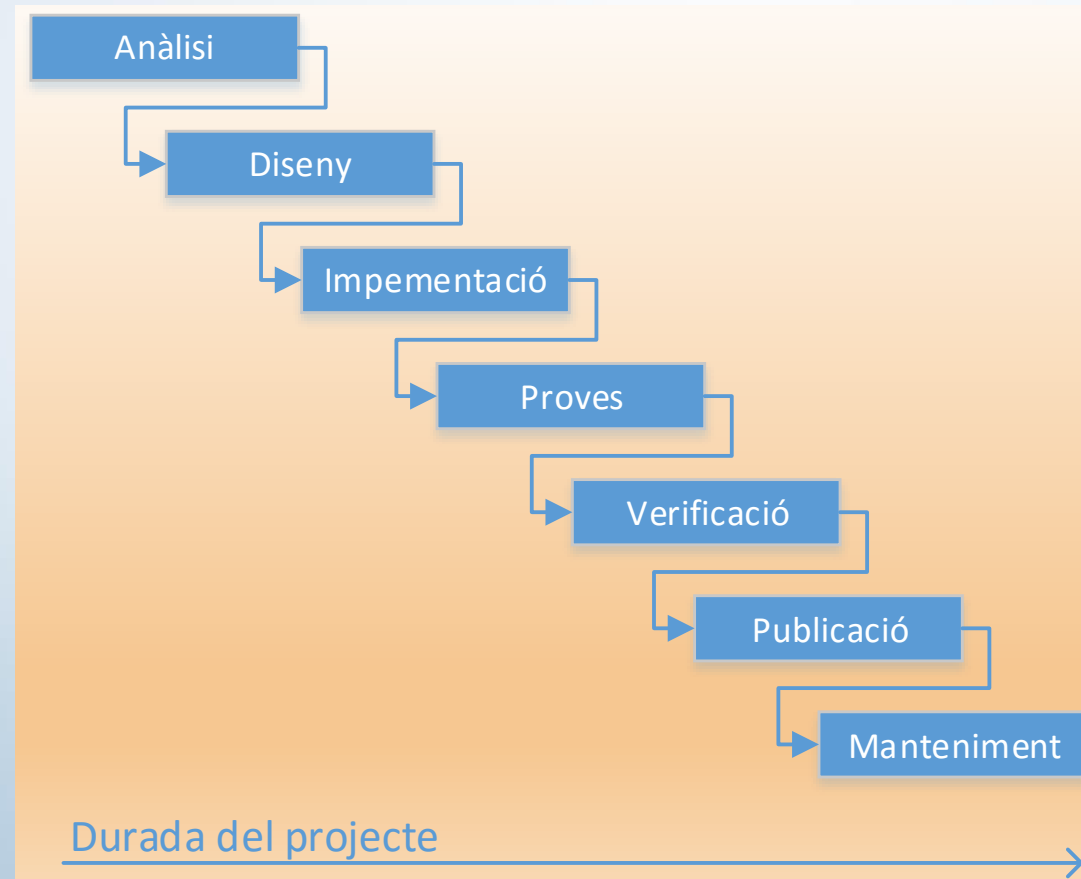 Anàlisi
Diseny
Impementació
Proves
Verificació
Publicació
Manteniment
Durada del projecte